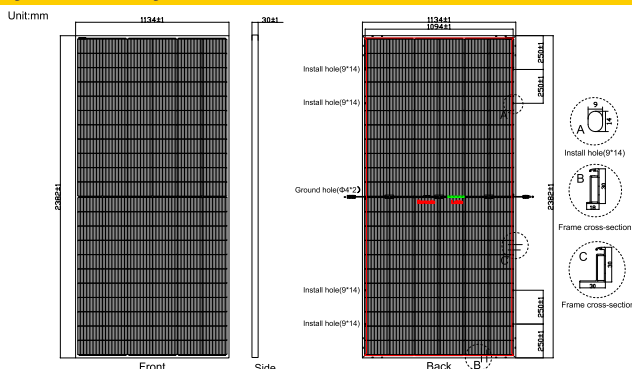 Unit:mm
1134±1
30±1
1134±1
1094±1
2382±1
2382±1
Install hole(9*14)
Install hole(9*14)
Ground hole(Φ4*2)
Install hole(9*14)
Install hole(9*14)
250±1
250±1
250±1
250±1
A
C
B
A
9
14
Install hole(9*14)
B
30
18
Frame cross-section
C
30
30
Frame cross-section
Front
Side
Back